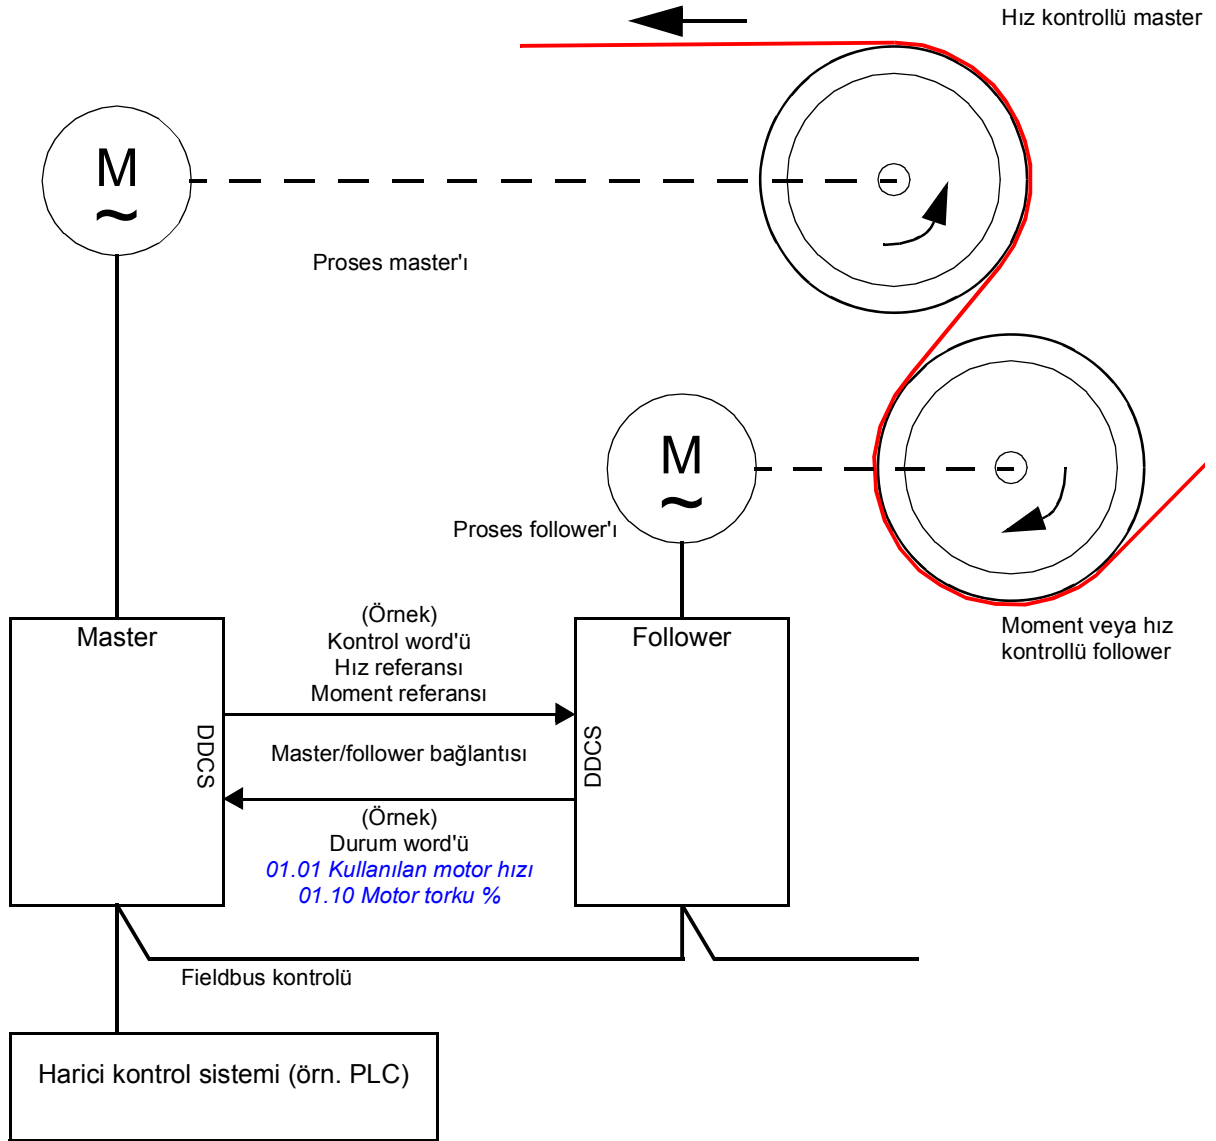 Hız kontrollü master
M
~
Proses master'ı
M
~
Proses follower'ı
Moment veya hız
kontrollü follower
Master
(Örnek)
Kontrol word'ü
Hız referansı
Moment referansı
Follower
DDCS
Master/follower bağlantısı
DDCS
(Örnek)
Durum word'ü
01.01 Kullanılan motor hızı
01.10 Motor torku %
Fieldbus kontrolü
Harici kontrol sistemi (örn. PLC)